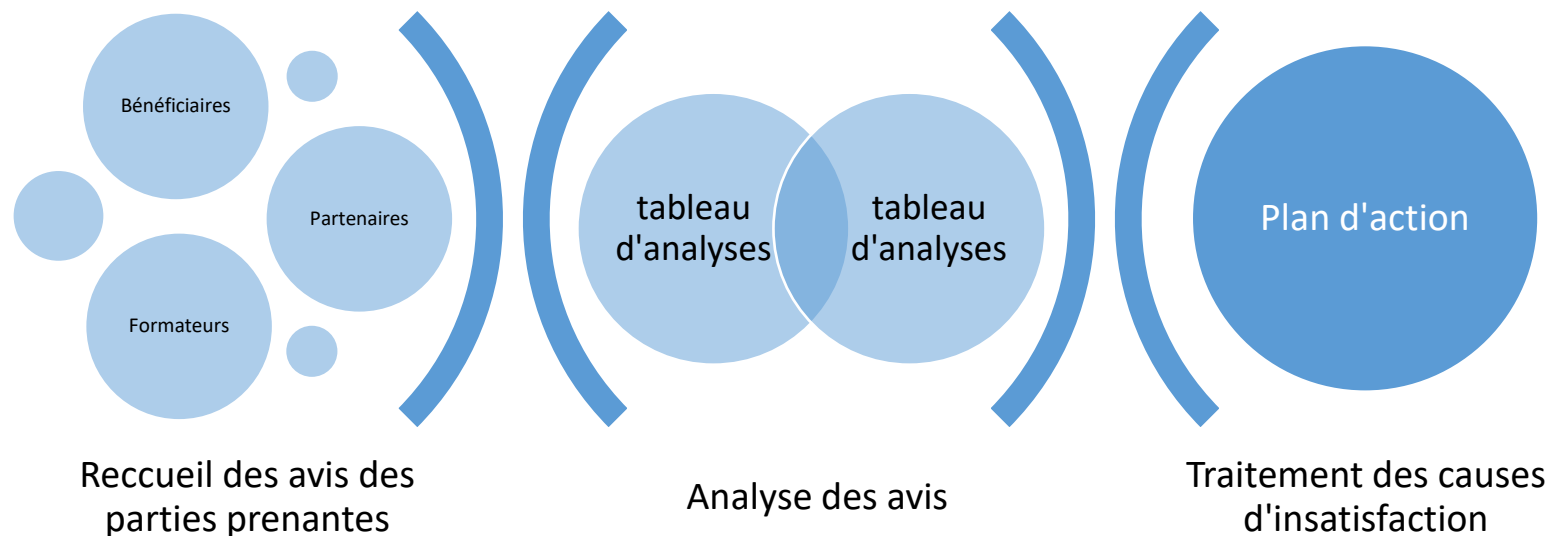 Bénéficiaires
Partenaires
Formateurs
Reccueil des avis des
parties prenantes
tableau
d'analyses
tableau
d'analyses
Analyse des avis
Plan d'action
Traitement des causes
d'insatisfaction